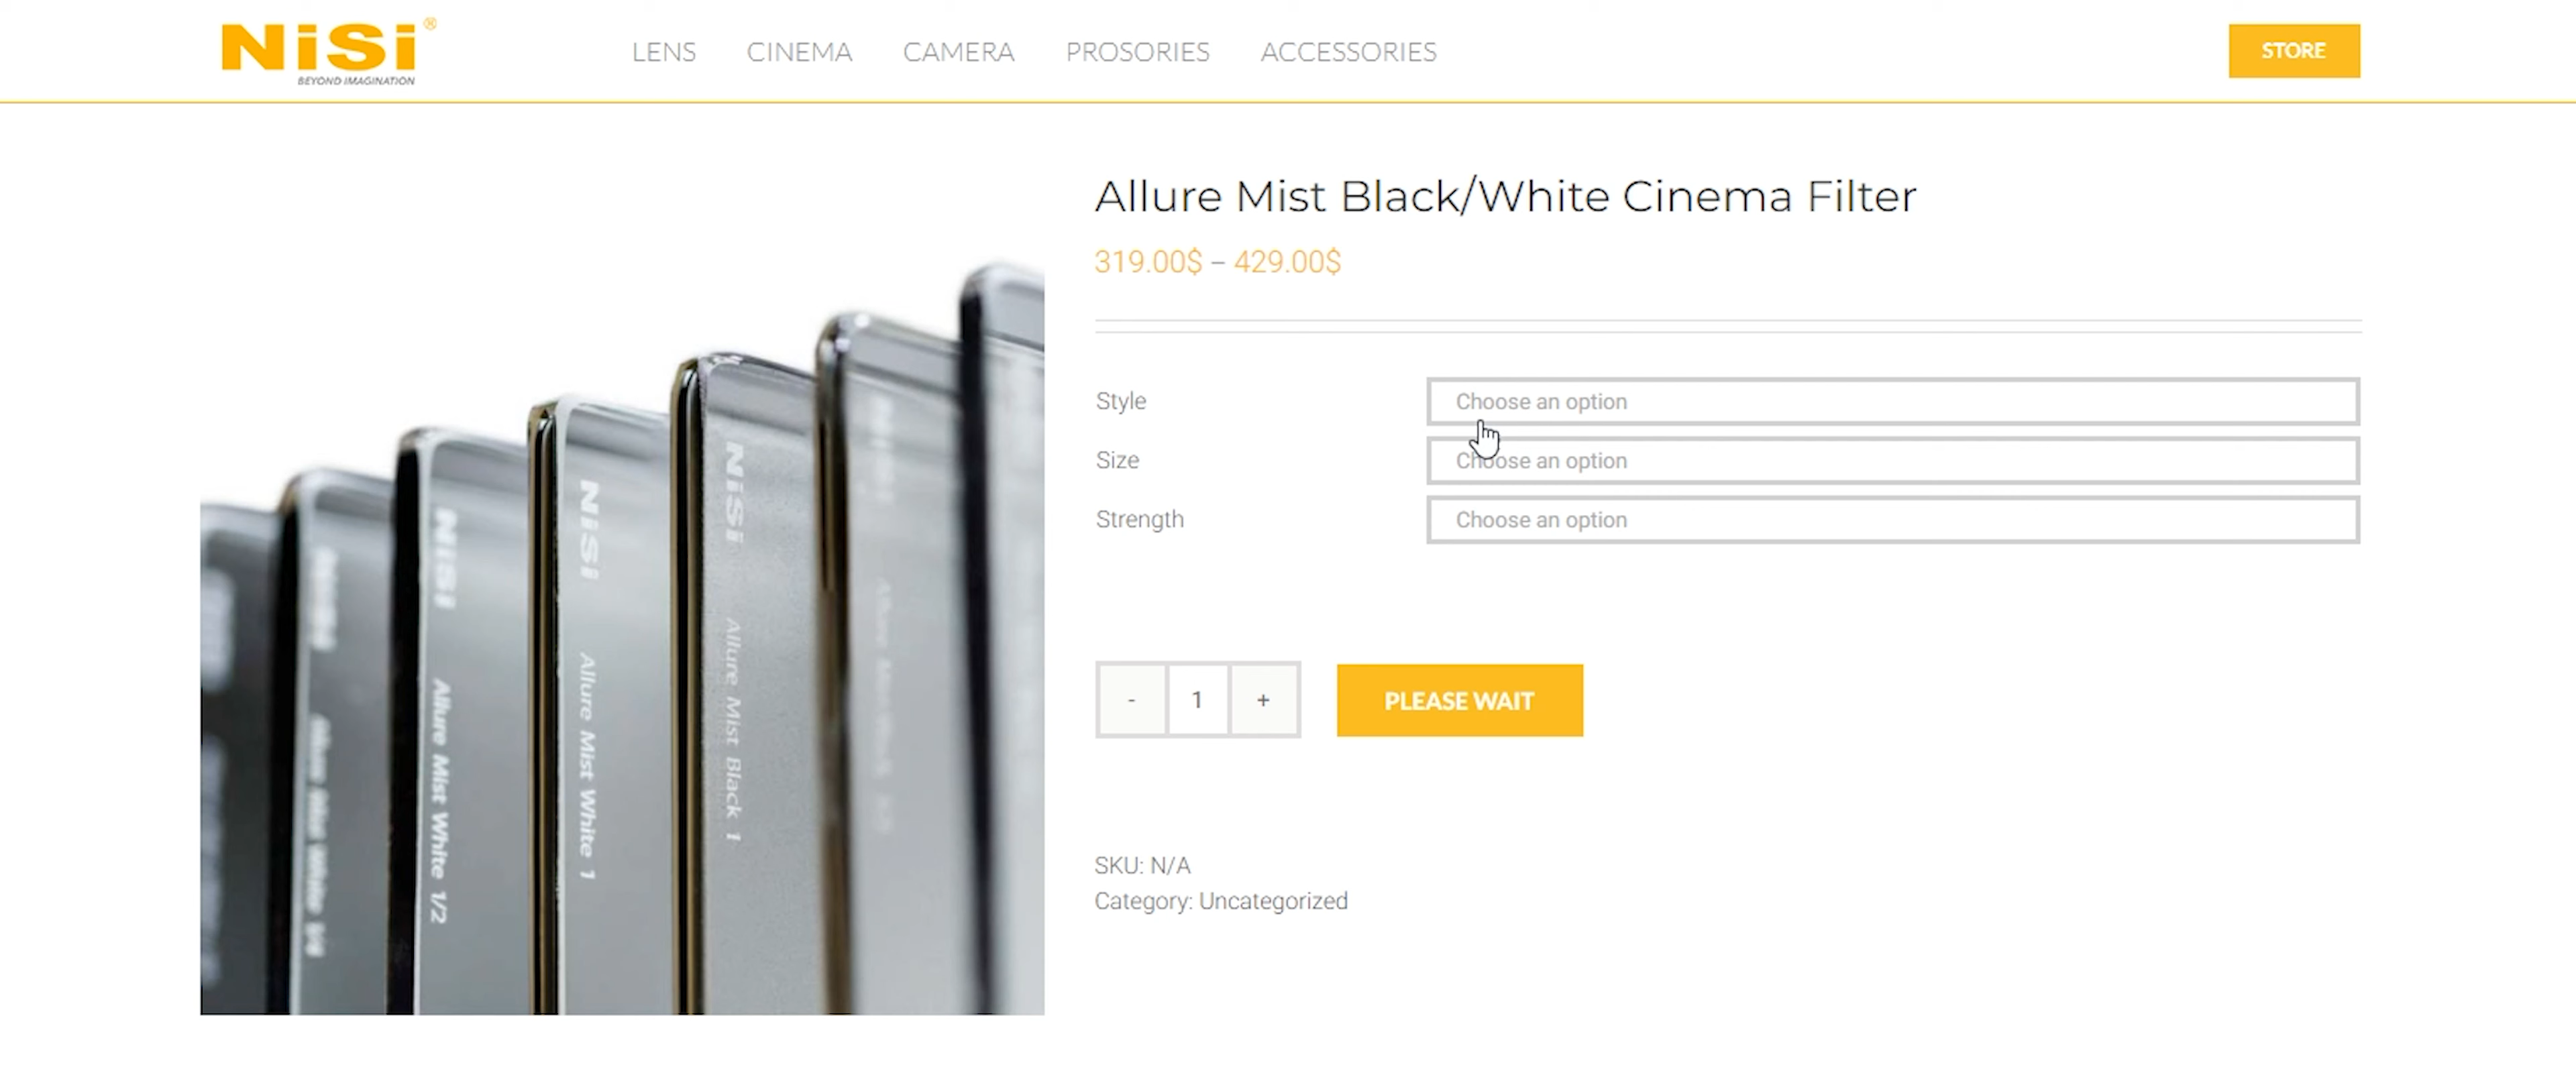 NiSi®
BEYOND IMAGINATION
LENS CINEMA CAMERA PROSORIES ACCESSORIES
STORE
Allure Mist Black/White Cinema Filter
319.00$ – 429.00$
Style Choose an option
Size Choose an option
Strength Choose an option
- 1 +
PLEASE WAIT
SKU: N/A
Category: Uncategorized
NiSi Allure Mist White 1/2
NiSi Allure Mist White 1
NiSi Allure Mist Black 1